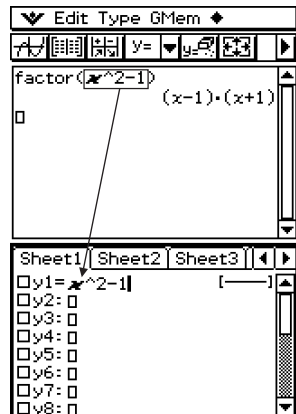 Edit Type GMem
y=
factor(x^2-1)
(x-1)·(x+1)
Sheet1 Sheet2 Sheet3
y1=x^2-1 [—]
y2:
y3:
y4:
y5:
y6:
y7:
y8: